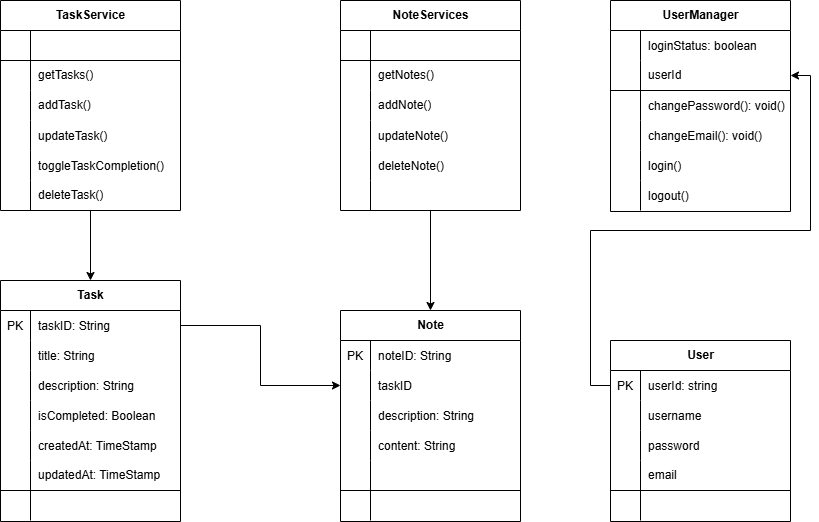 TaskService
getTasks()
addTask()
updateTask()
toggleTaskCompletion()
deleteTask()
NoteServices
getNotes()
addNote()
updateNote()
deleteNote()
UserManager
loginStatus: boolean
userId
changePassword(): void()
changeEmail(): void()
login()
logout()
Task
PK taskID: String
title: String
description: String
isCompleted: Boolean
createdAt: TimeStamp
updatedAt: TimeStamp
Note
PK noteID: String
taskID
description: String
content: String
User
PK userId: string
username
password
email